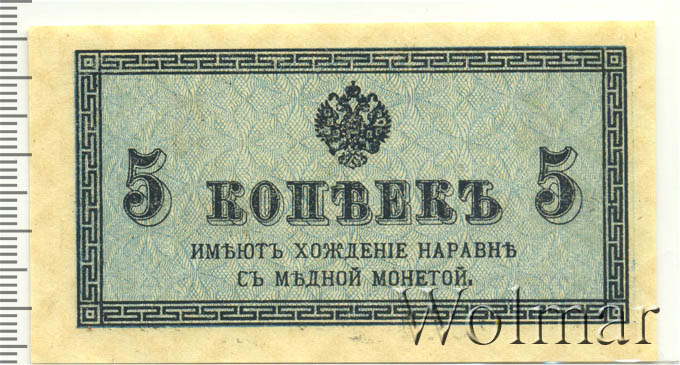 5 КОПѢЕКЪ 5
ИМѢЮТЪ ХОЖДЕНІЕ НАРАВНѢ
СЪ МѢДНОЙ МОНЕТОЙ.
Wolmar